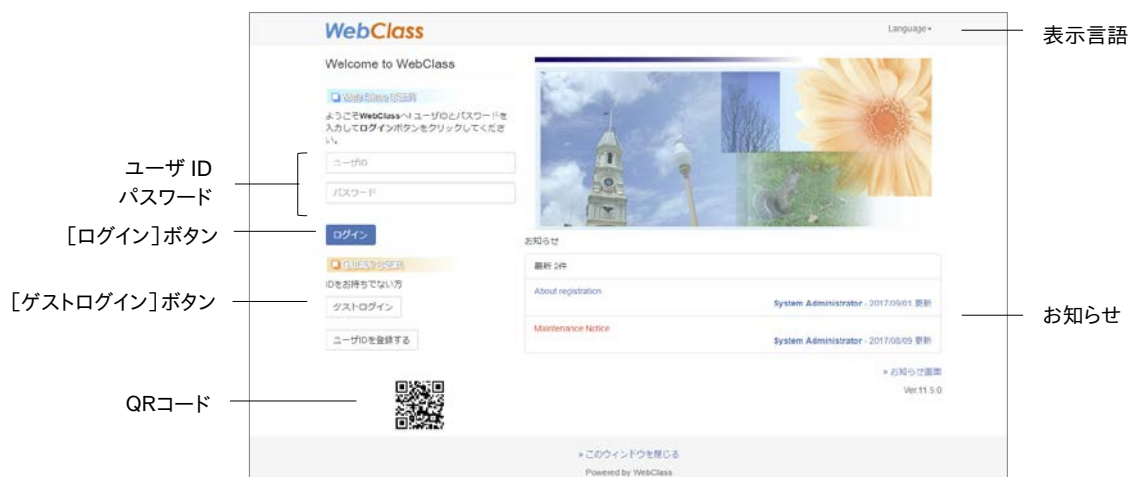 WebClass
Language
表示言語
Welcome to WebClass
WebClass USER
ようこそWebClassへ! ユーザIDとパスワードを
入力してログインボタンをクリックしてくださ
い。
ユーザ ID
パスワード
ユーザID
パスワード
［ログイン］ボタン
ログイン
GUEST USER
IDをお持ちでない方
［ゲストログイン］ボタン
ゲストログイン
ユーザIDを登録する
QRコード
お知らせ
最新 2件
About registration
System Administrator - 2017/09/01 更新
Maintenance Notice
System Administrator - 2017/08/09 更新
お知らせ
» お知らせ画面
Ver.11.5.0
» このウィンドウを閉じる
Powered by WebClass